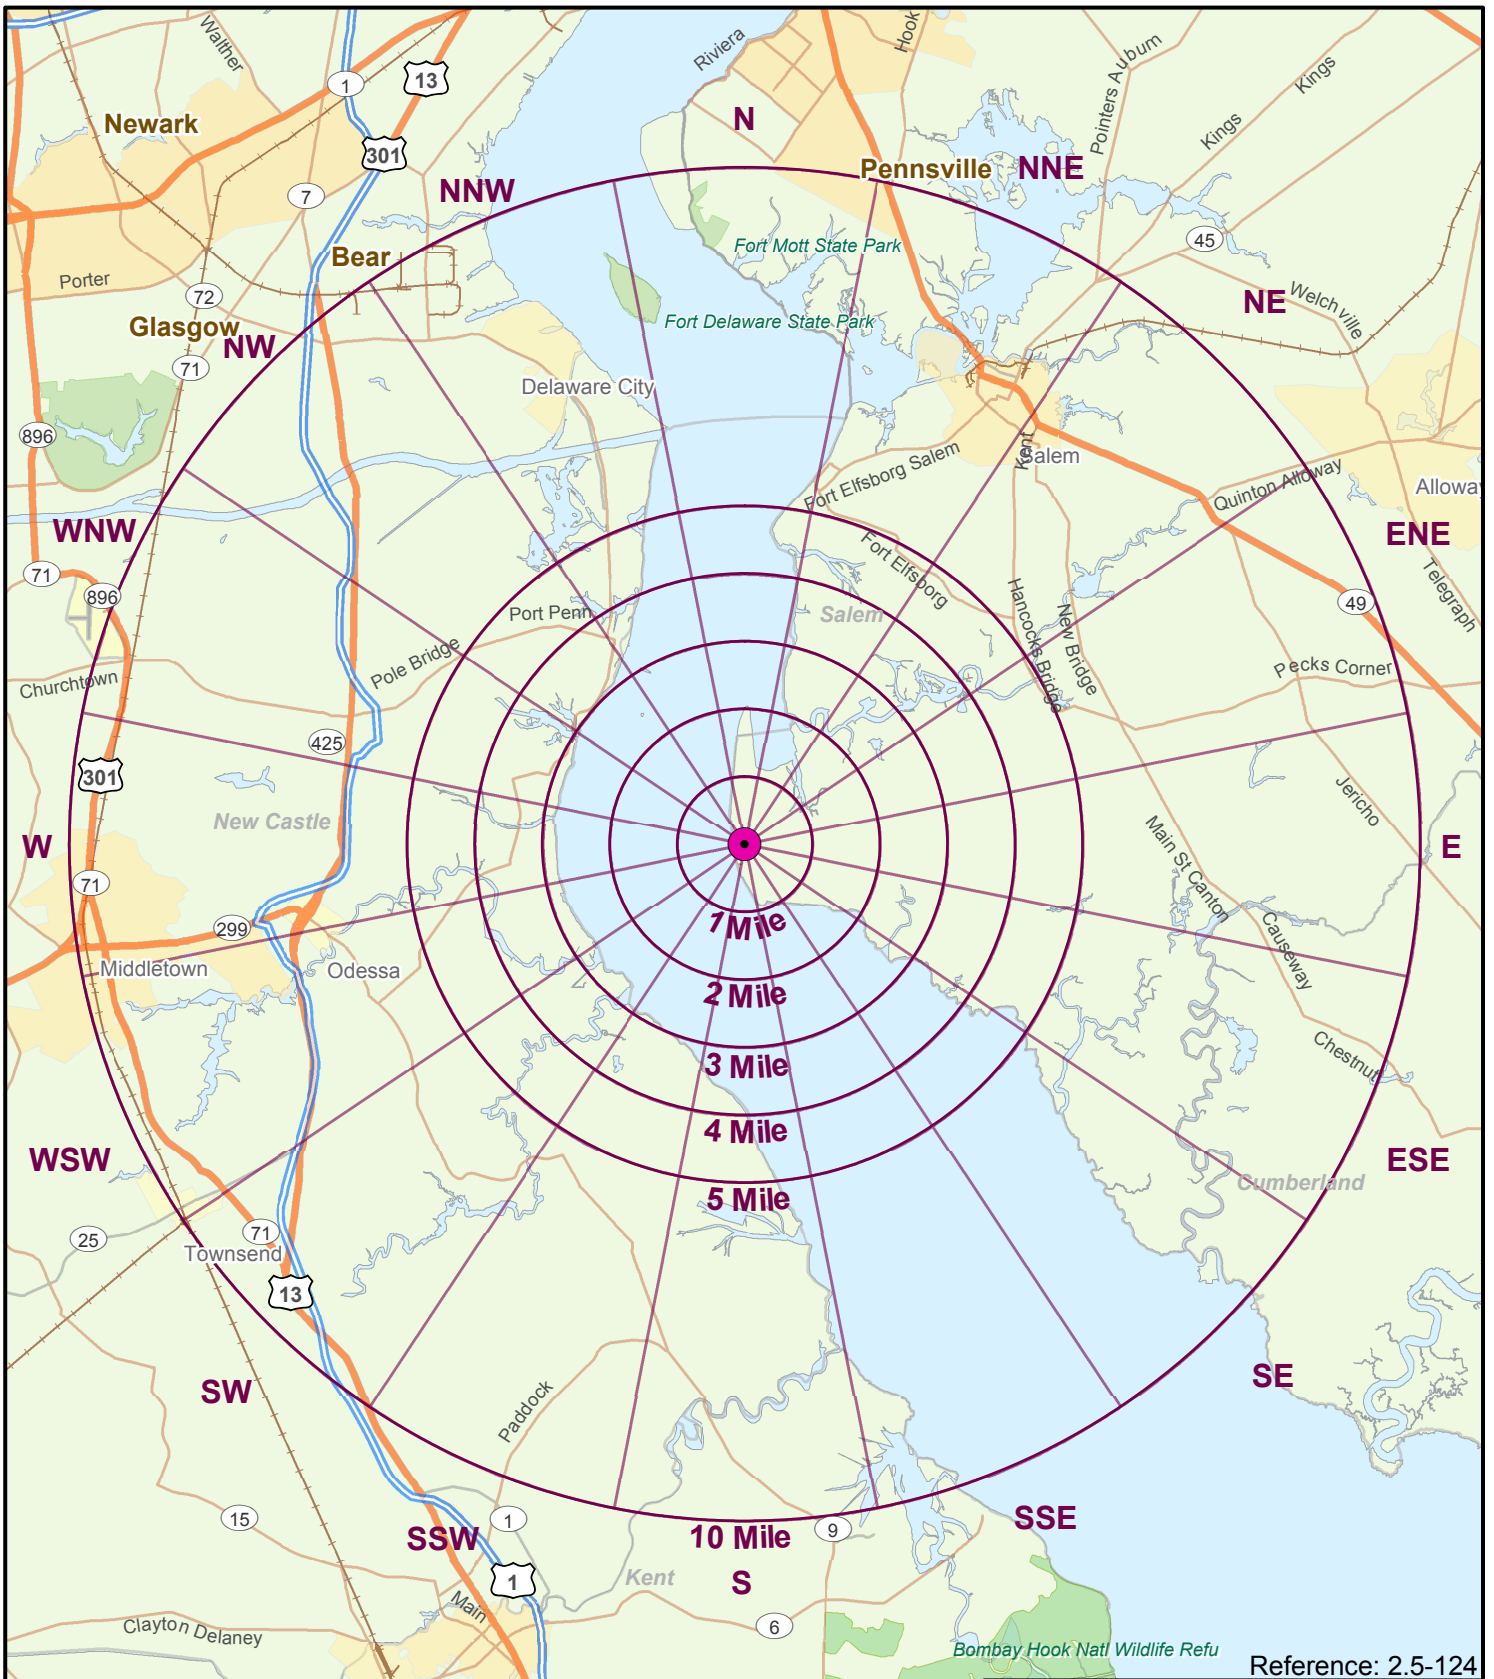 Walther
13
1
Riviera
Hook
Pointers Auburn
Kings
Kings
Newark
N
301
Pennsville
NNE
7
NNW
Bear
Fort Mott State Park
45
Porter
72
Welchville
NE
Glasgow
NW
Fort Delaware State Park
71
Delaware City
896
Kent
Salem
Fort Elfsborg Salem
Quinton Alloway
WNW
ENE
Fort Elfsborg
71
896
Telegraph
49
Port Penn
Salem
Hancocks Bridge
New Bridge
Pole Bridge
Pecks Corner
Churchtown
425
301
New Castle
Jericho
Main St Canton
W
E
71
299
1 Mile
Causeway
Middletown
Odessa
2 Mile
3 Mile
Chestnut
4 Mile
WSW
ESE
Cumberland
5 Mile
25
71
Townsend
13
SW
SE
Paddock
15
1
SSW
10 Mile
9
SSE
1
Kent
S
Main
6
Clayton Delaney
Bombay Hook Natl Wildlife Refu
Reference: 2.5-124